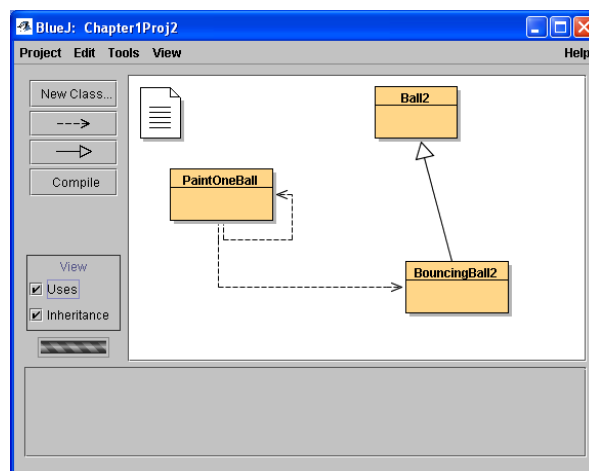 BlueJ: Chapter1Proj2
Project Edit Tools View Help
New Class...
Compile
View
Uses
Inheritance
Ball2
PaintOneBall
BouncingBall2